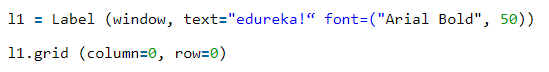 l1 = Label (window, text="edureka!“ font=("Arial Bold", 50))
l1.grid (column=0, row=0)